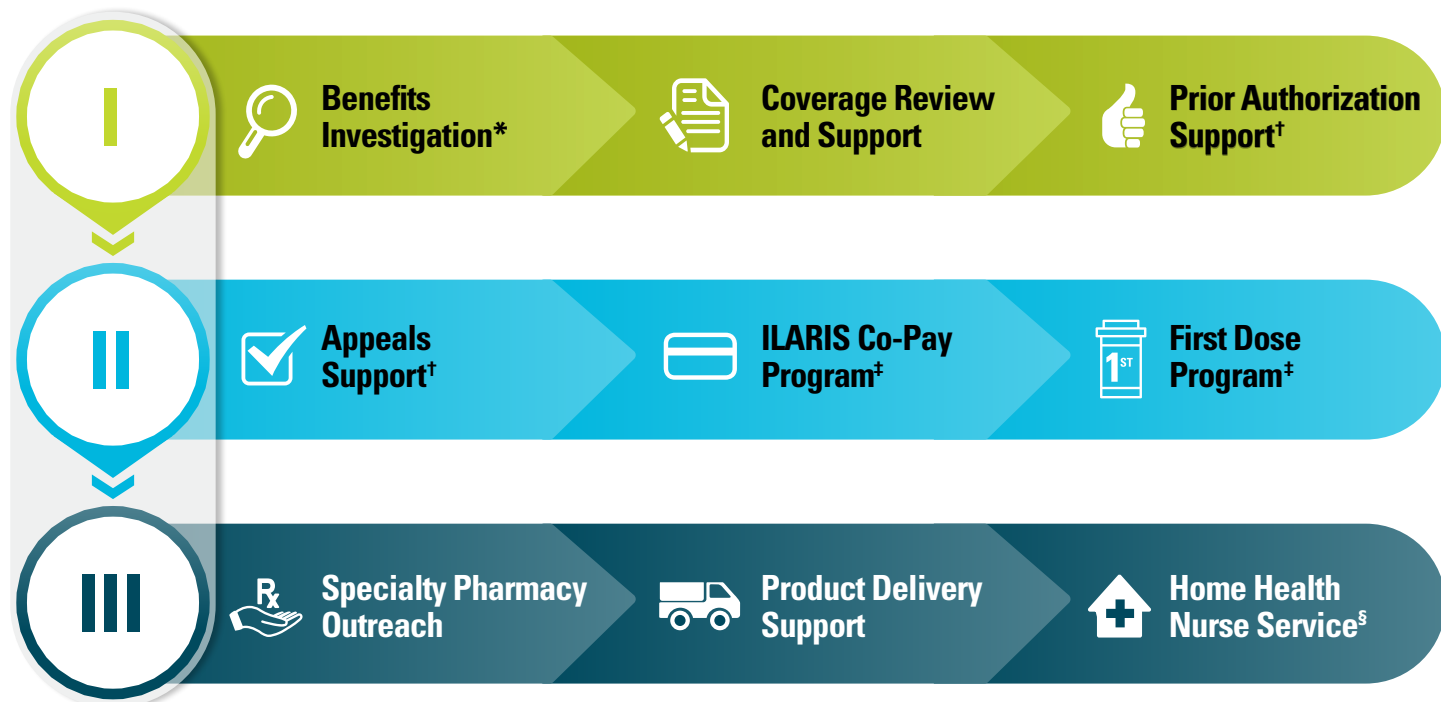 I
Benefits
Investigation*
Coverage Review
and Support
Prior Authorization
Support†
II
Appeals
Support†
ILARIS Co-Pay
Program‡
1ST
First Dose
Program‡
III
Rx
Specialty Pharmacy
Outreach
Product Delivery
Support
Home Health
Nurse Service§